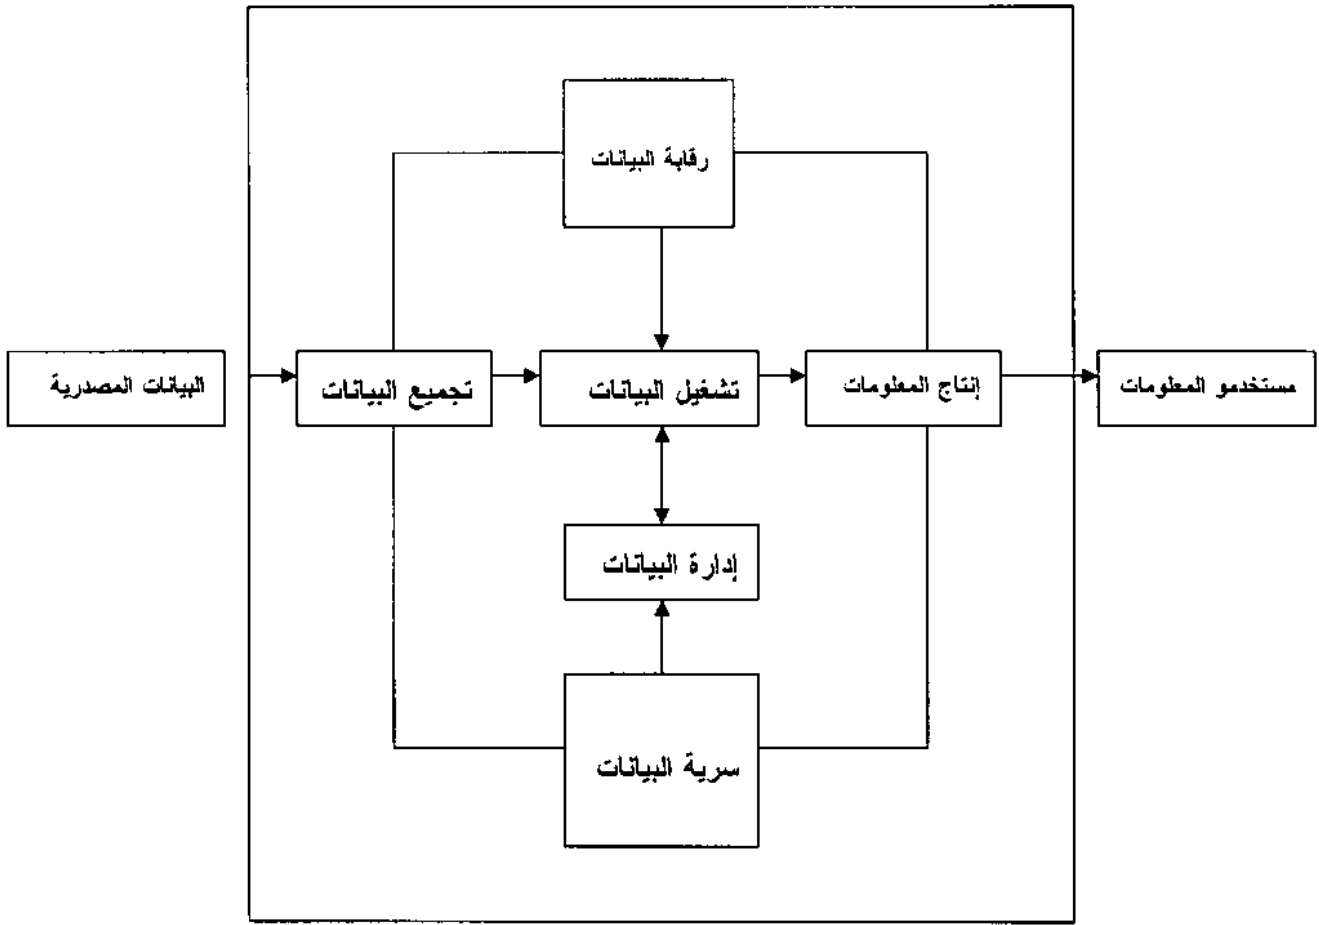 رقابة البيانات
البيانات المصدرية
تجميع البيانات
تشغيل البيانات
إنتاج المعلومات
مستخدمو المعلومات
إدارة البيانات
سرية البيانات